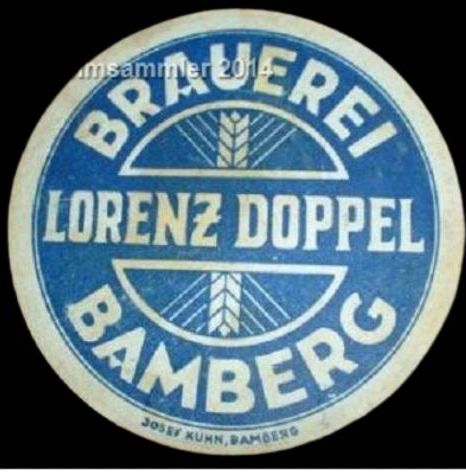 BRAUEREI
LORENZ DOPPEL
BAMBERG
JOSEF KUHN, BAMBERG
msammler 2014